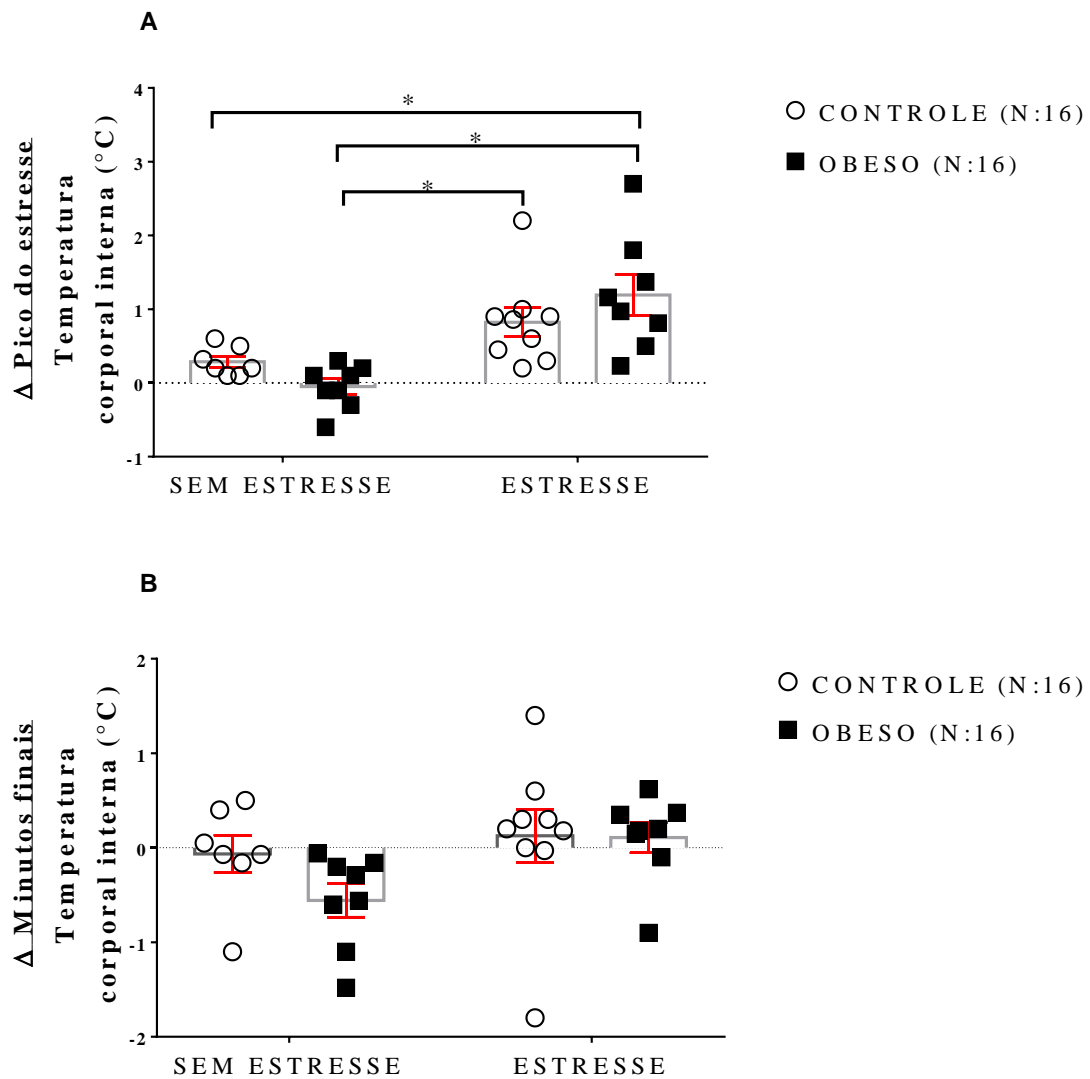 A
Δ Pico do estresse
Temperatura
corporal interna (°C)
4
3
2
1
0
-1
*
*
*
SEM ESTRESSE
ESTRESSE
CONTROLE (N:16)
OBESO (N:16)
B
Δ Minutos finais
Temperatura
corporal interna (°C)
2
1
0
-1
-2
SEM ESTRESSE
ESTRESSE
CONTROLE (N:16)
OBESO (N:16)